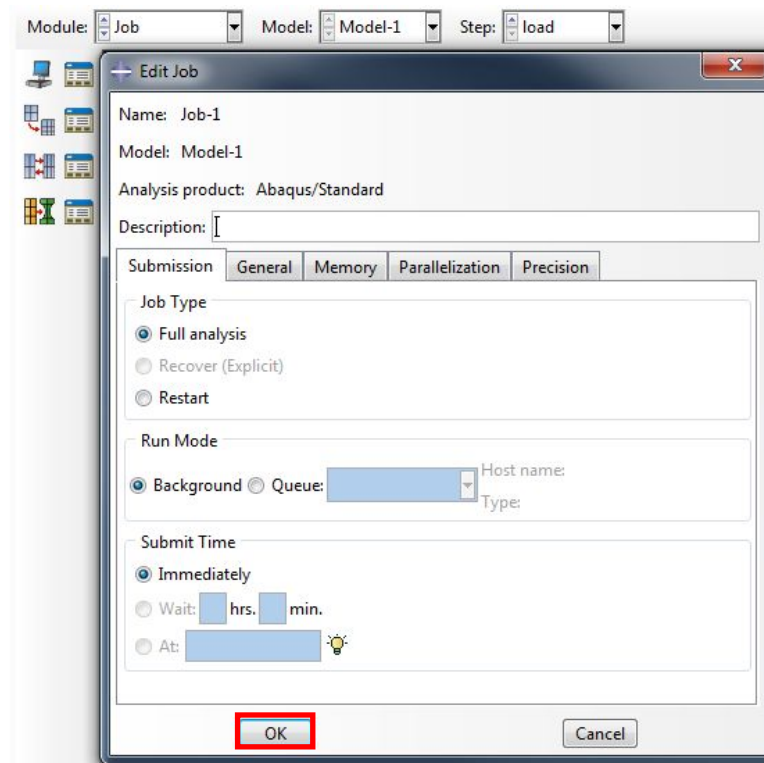 Module: Job Model: Model-1 Step: load
Edit Job
Name: Job-1
Model: Model-1
Analysis product: Abaqus/Standard
Description:
Submission General Memory Parallelization Precision
Job Type
Full analysis
Recover (Explicit)
Restart
Run Mode
Background Queue: Host name:
Type:
Submit Time
Immediately
Wait: hrs. min.
At:
OK Cancel